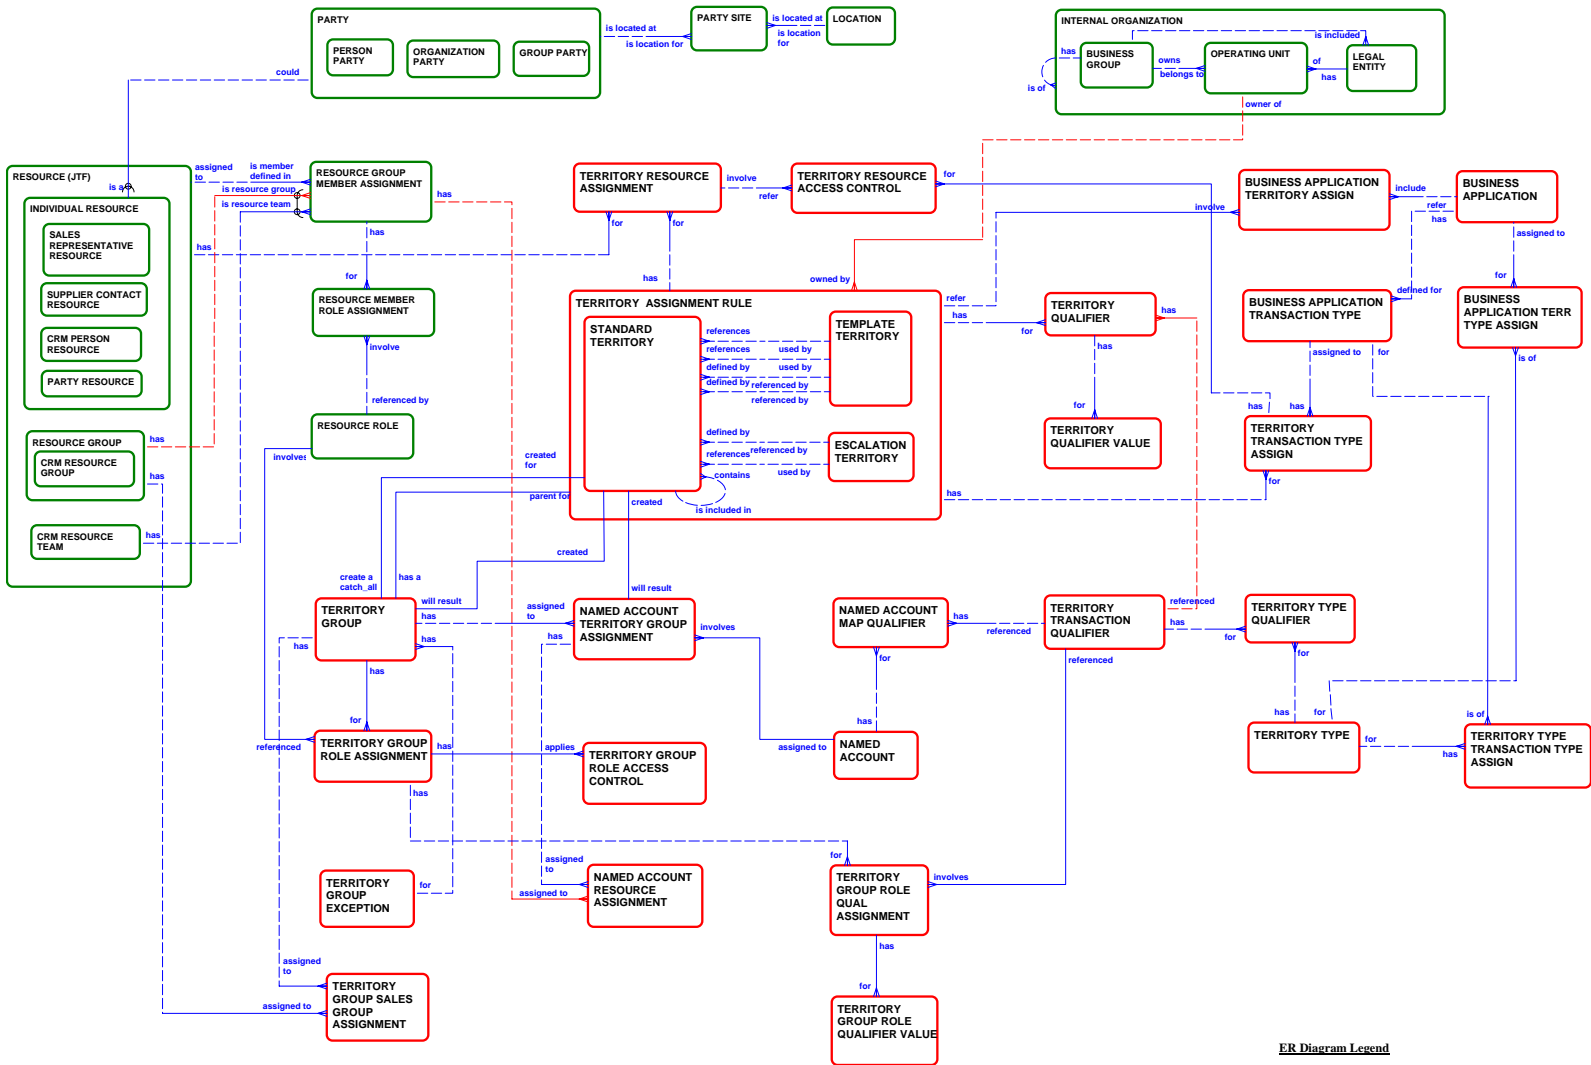 PARTY
PERSON
PARTY
ORGANIZATION
PARTY
GROUP PARTY
is located at
is location for
PARTY SITE
is located at
is location
for
LOCATION
INTERNAL ORGANIZATION
is included
has
is of
BUSINESS
GROUP
owns
belongs to
OPERATING UNIT
of
has
LEGAL
ENTITY
owner of
could
RESOURCE (JTF)
is a
INDIVIDUAL RESOURCE
SALES
REPRESENTATIVE
RESOURCE
SUPPLIER CONTACT
RESOURCE
CRM PERSON
RESOURCE
PARTY RESOURCE
RESOURCE GROUP
CRM RESOURCE
GROUP
CRM RESOURCE
TEAM
assigned
to
is member
defined in
is resource group
is resource team
has
has
has
has
RESOURCE GROUP
MEMBER ASSIGNMENT
has
has
for
RESOURCE MEMBER
ROLE ASSIGNMENT
involve
referenced by
RESOURCE ROLE
involves
TERRITORY RESOURCE
ASSIGNMENT
involve
refer
TERRITORY RESOURCE
ACCESS CONTROL
for
for
for
has
owned by
BUSINESS APPLICATION
TERRITORY ASSIGN
involve
include
refer
has
BUSINESS
APPLICATION
assigned to
for
defined for
BUSINESS APPLICATION
TRANSACTION TYPE
BUSINESS
APPLICATION TERR
TYPE ASSIGN
is of
assigned to
for
has
has
TERRITORY
TRANSACTION TYPE
ASSIGN
for
TERRITORY ASSIGNMENT RULE
STANDARD
TERRITORY
TEMPLATE
TERRITORY
references
references
used by
defined by
used by
defined by
referenced by
referenced by
defined by
referenced by
references
used by
contains
is included in
ESCALATION
TERRITORY
refer
has
for
has
TERRITORY
QUALIFIER
has
has
for
TERRITORY
QUALIFIER VALUE
created
for
parent for
created
created
create a
catch_all
has a
will result
will result
TERRITORY
GROUP
has
has
has
has
assigned
to
NAMED ACCOUNT
TERRITORY GROUP
ASSIGNMENT
has
involves
NAMED ACCOUNT
MAP QUALIFIER
has
referenced
for
has
assigned to
NAMED
ACCOUNT
TERRITORY
TRANSACTION
QUALIFIER
referenced
has
for
referenced
TERRITORY TYPE
QUALIFIER
for
has
for
TERRITORY TYPE
for
has
is of
TERRITORY TYPE
TRANSACTION TYPE
ASSIGN
for
referenced
TERRITORY GROUP
ROLE ASSIGNMENT
has
applies
TERRITORY GROUP
ROLE ACCESS
CONTROL
has
for
TERRITORY
GROUP
EXCEPTION
for
assigned
to
assigned to
NAMED ACCOUNT
RESOURCE
ASSIGNMENT
TERRITORY
GROUP ROLE
QUAL
ASSIGNMENT
involves
has
for
TERRITORY
GROUP ROLE
QUALIFIER VALUE
assigned
to
assigned to
TERRITORY
GROUP SALES
GROUP
ASSIGNMENT
ER Diagram Legend